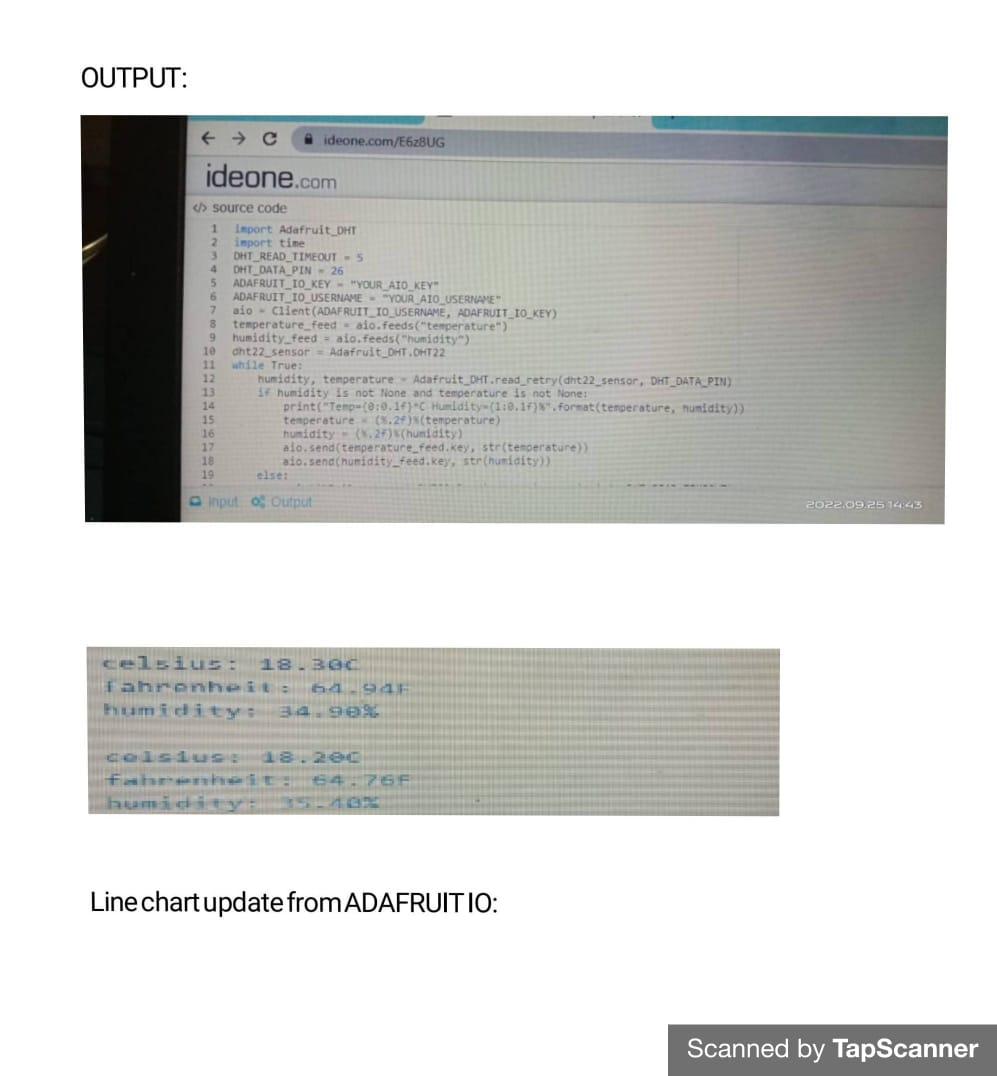 OUTPUT:
ideone.com/E6z8UG
ideone.com
</> source code
1 import Adafruit_DHT
2 import time
3 DHT_READ_TIMEOUT = 5
4 DHT_DATA_PIN = 26
5 ADAFRUIT_IO_KEY = "YOUR_AIO_KEY"
6 ADAFRUIT_IO_USERNAME = "YOUR_AIO_USERNAME"
7 aio = Client(ADAFRUIT_IO_USERNAME, ADAFRUIT_IO_KEY)
8 temperature_feed = aio.feeds("temperature")
9 humidity_feed = aio.feeds("humidity")
10 dht22_sensor = Adafruit_DHT.DHT22
11 while True:
12 humidity, temperature = Adafruit_DHT.read_retry(dht22_sensor, DHT_DATA_PIN)
13 if humidity is not None and temperature is not None:
14 print("Temp={0:0.1f}*C Humidity={1:0.1f}%".format(temperature, humidity))
15 temperature = (%.2f)%(temperature)
16 humidity = (%.2f)%(humidity)
17 aio.send(temperature_feed.key, str(temperature))
18 aio.send(humidity_feed.key, str(humidity))
19 else:
Input Output
2022.09.25 14:43
celsius: 18.30C
fahrenheit: 64.94F
humidity: 34.90%
celsius: 18.20C
fahrenheit: 64.76F
humidity: 35.40%
Line chart update from ADAFRUIT IO:
Scanned by TapScanner